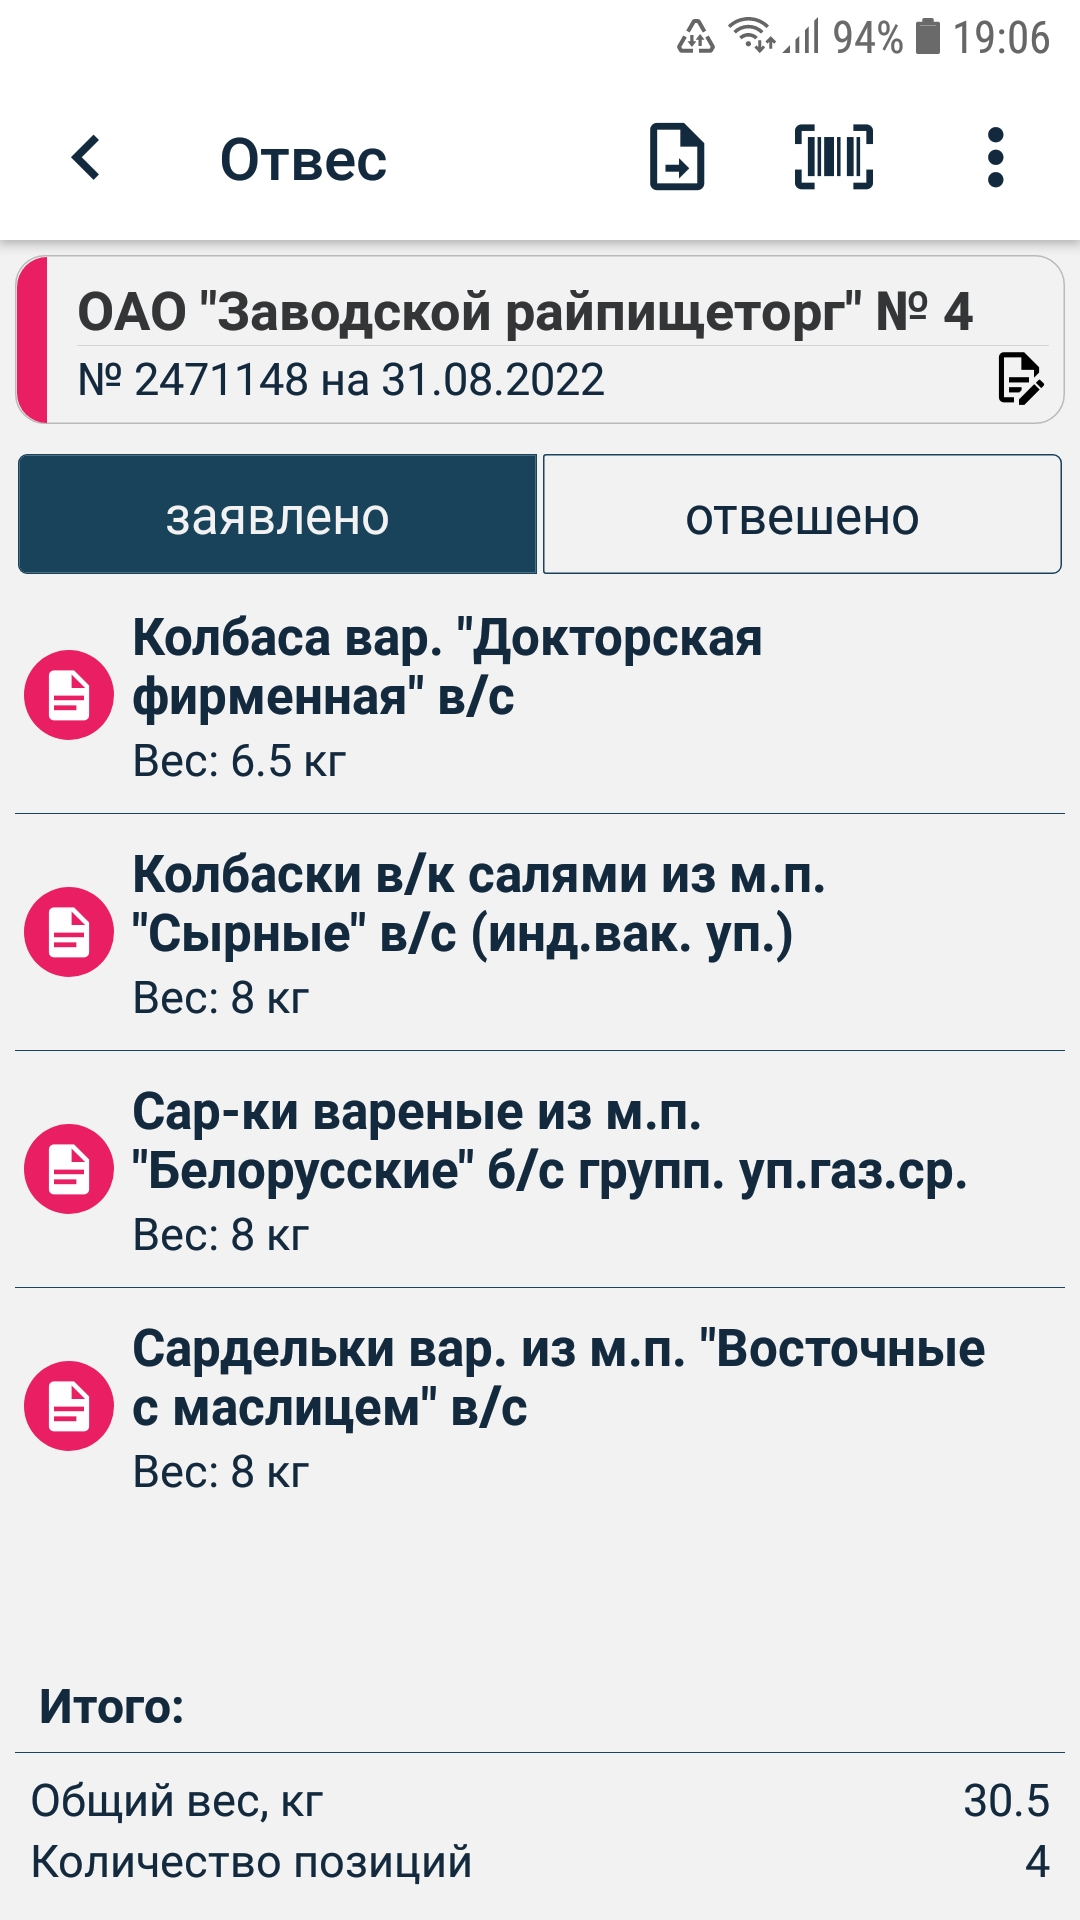 94% 19:06
Отвес
ОАО "Заводской райпищеторг" № 4
№ 2471148 на 31.08.2022
заявлено отвешено
Колбаса вар. "Докторская
фирменная" в/с
Вес: 6.5 кг
Колбаски в/к салями из м.п.
"Сырные" в/с (инд.вак. уп.)
Вес: 8 кг
Сар-ки вареные из м.п.
"Белорусские" б/с групп. уп.газ.ср.
Вес: 8 кг
Сардельки вар. из м.п. "Восточные
с маслицем" в/с
Вес: 8 кг
Итого:
Общий вес, кг 30.5
Количество позиций 4